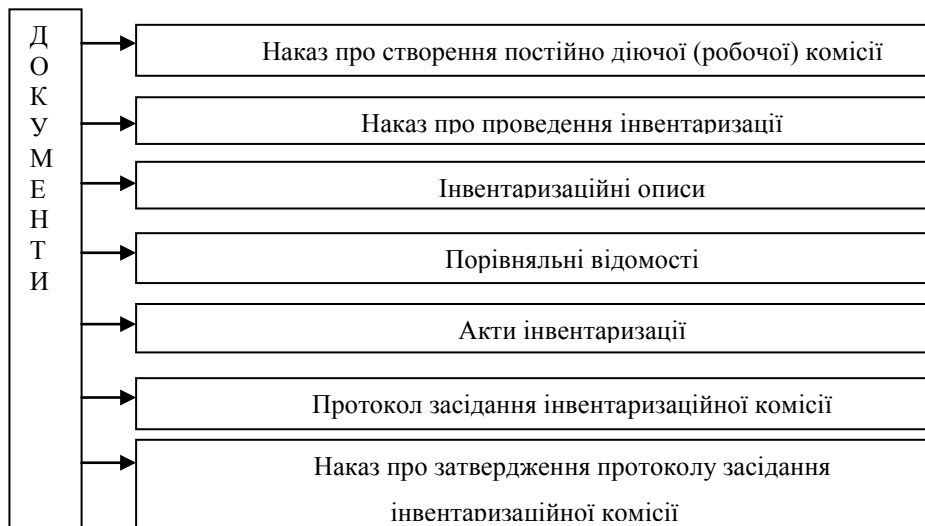 ДОКУМЕНТИ
Наказ про створення постійно діючої (робочої) комісії
Наказ про проведення інвентаризації
Інвентаризаційні описи
Порівняльні відомості
Акти інвентаризації
Протокол засідання інвентаризаційної комісії
Наказ про затвердження протоколу засідання
інвентаризаційної комісії